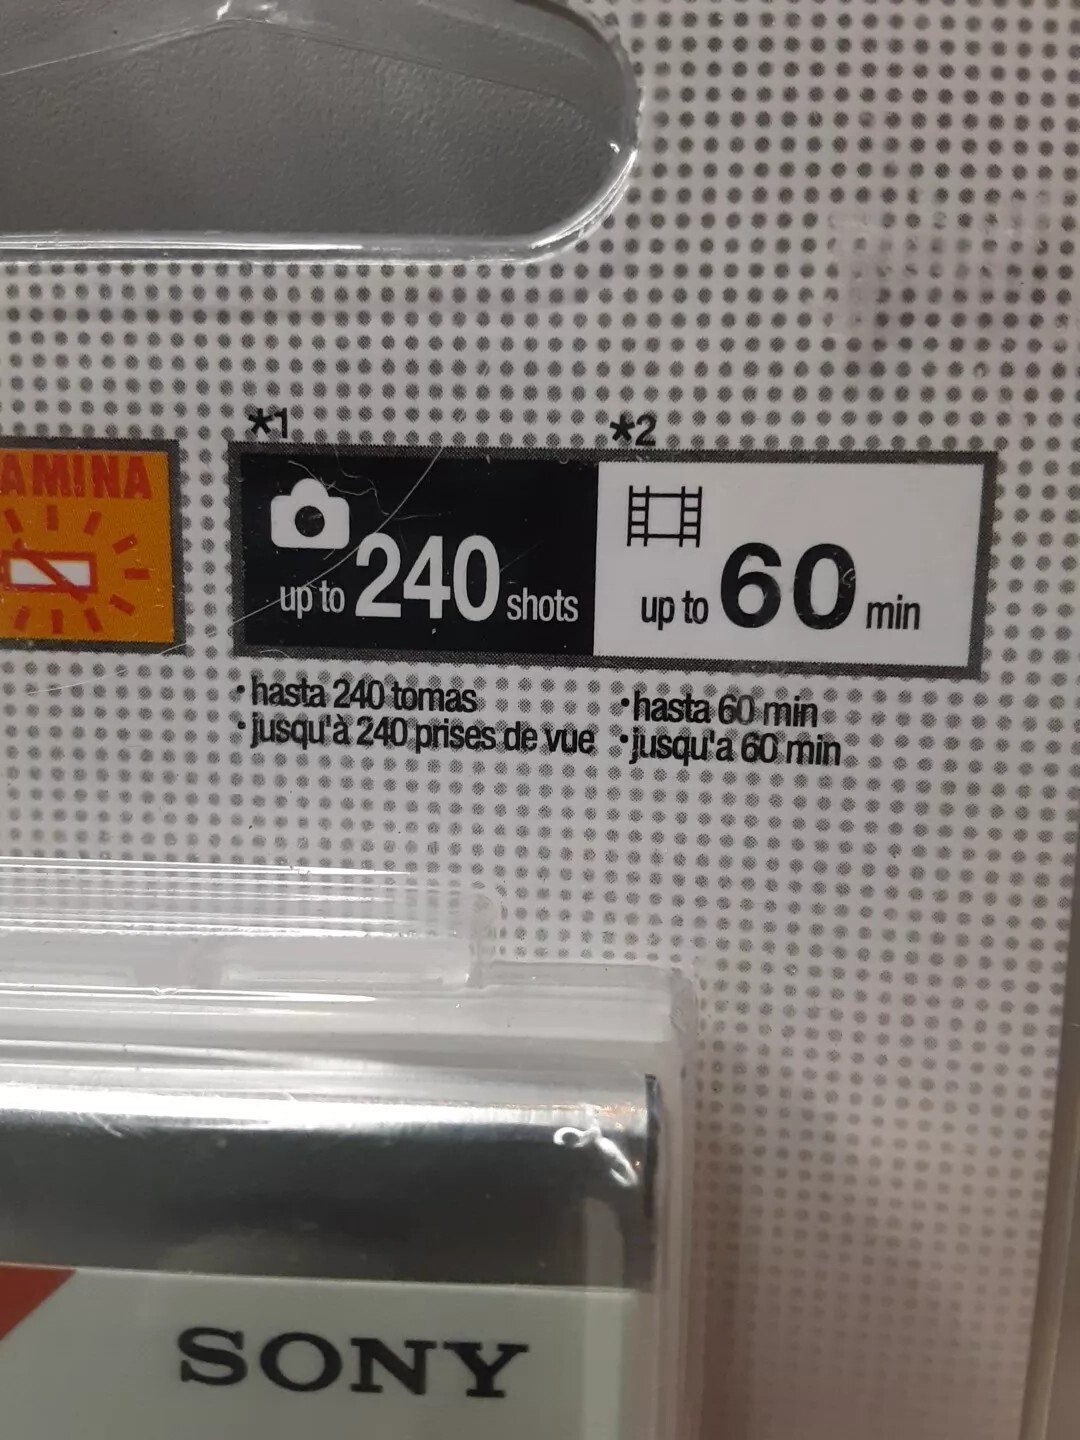 *1
*2
AMINA
up to 240 shots
up to 60 min
• hasta 240 tomas
• jusqu'à 240 prises de vue
• hasta 60 min
• jusqu'a 60 min
SONY